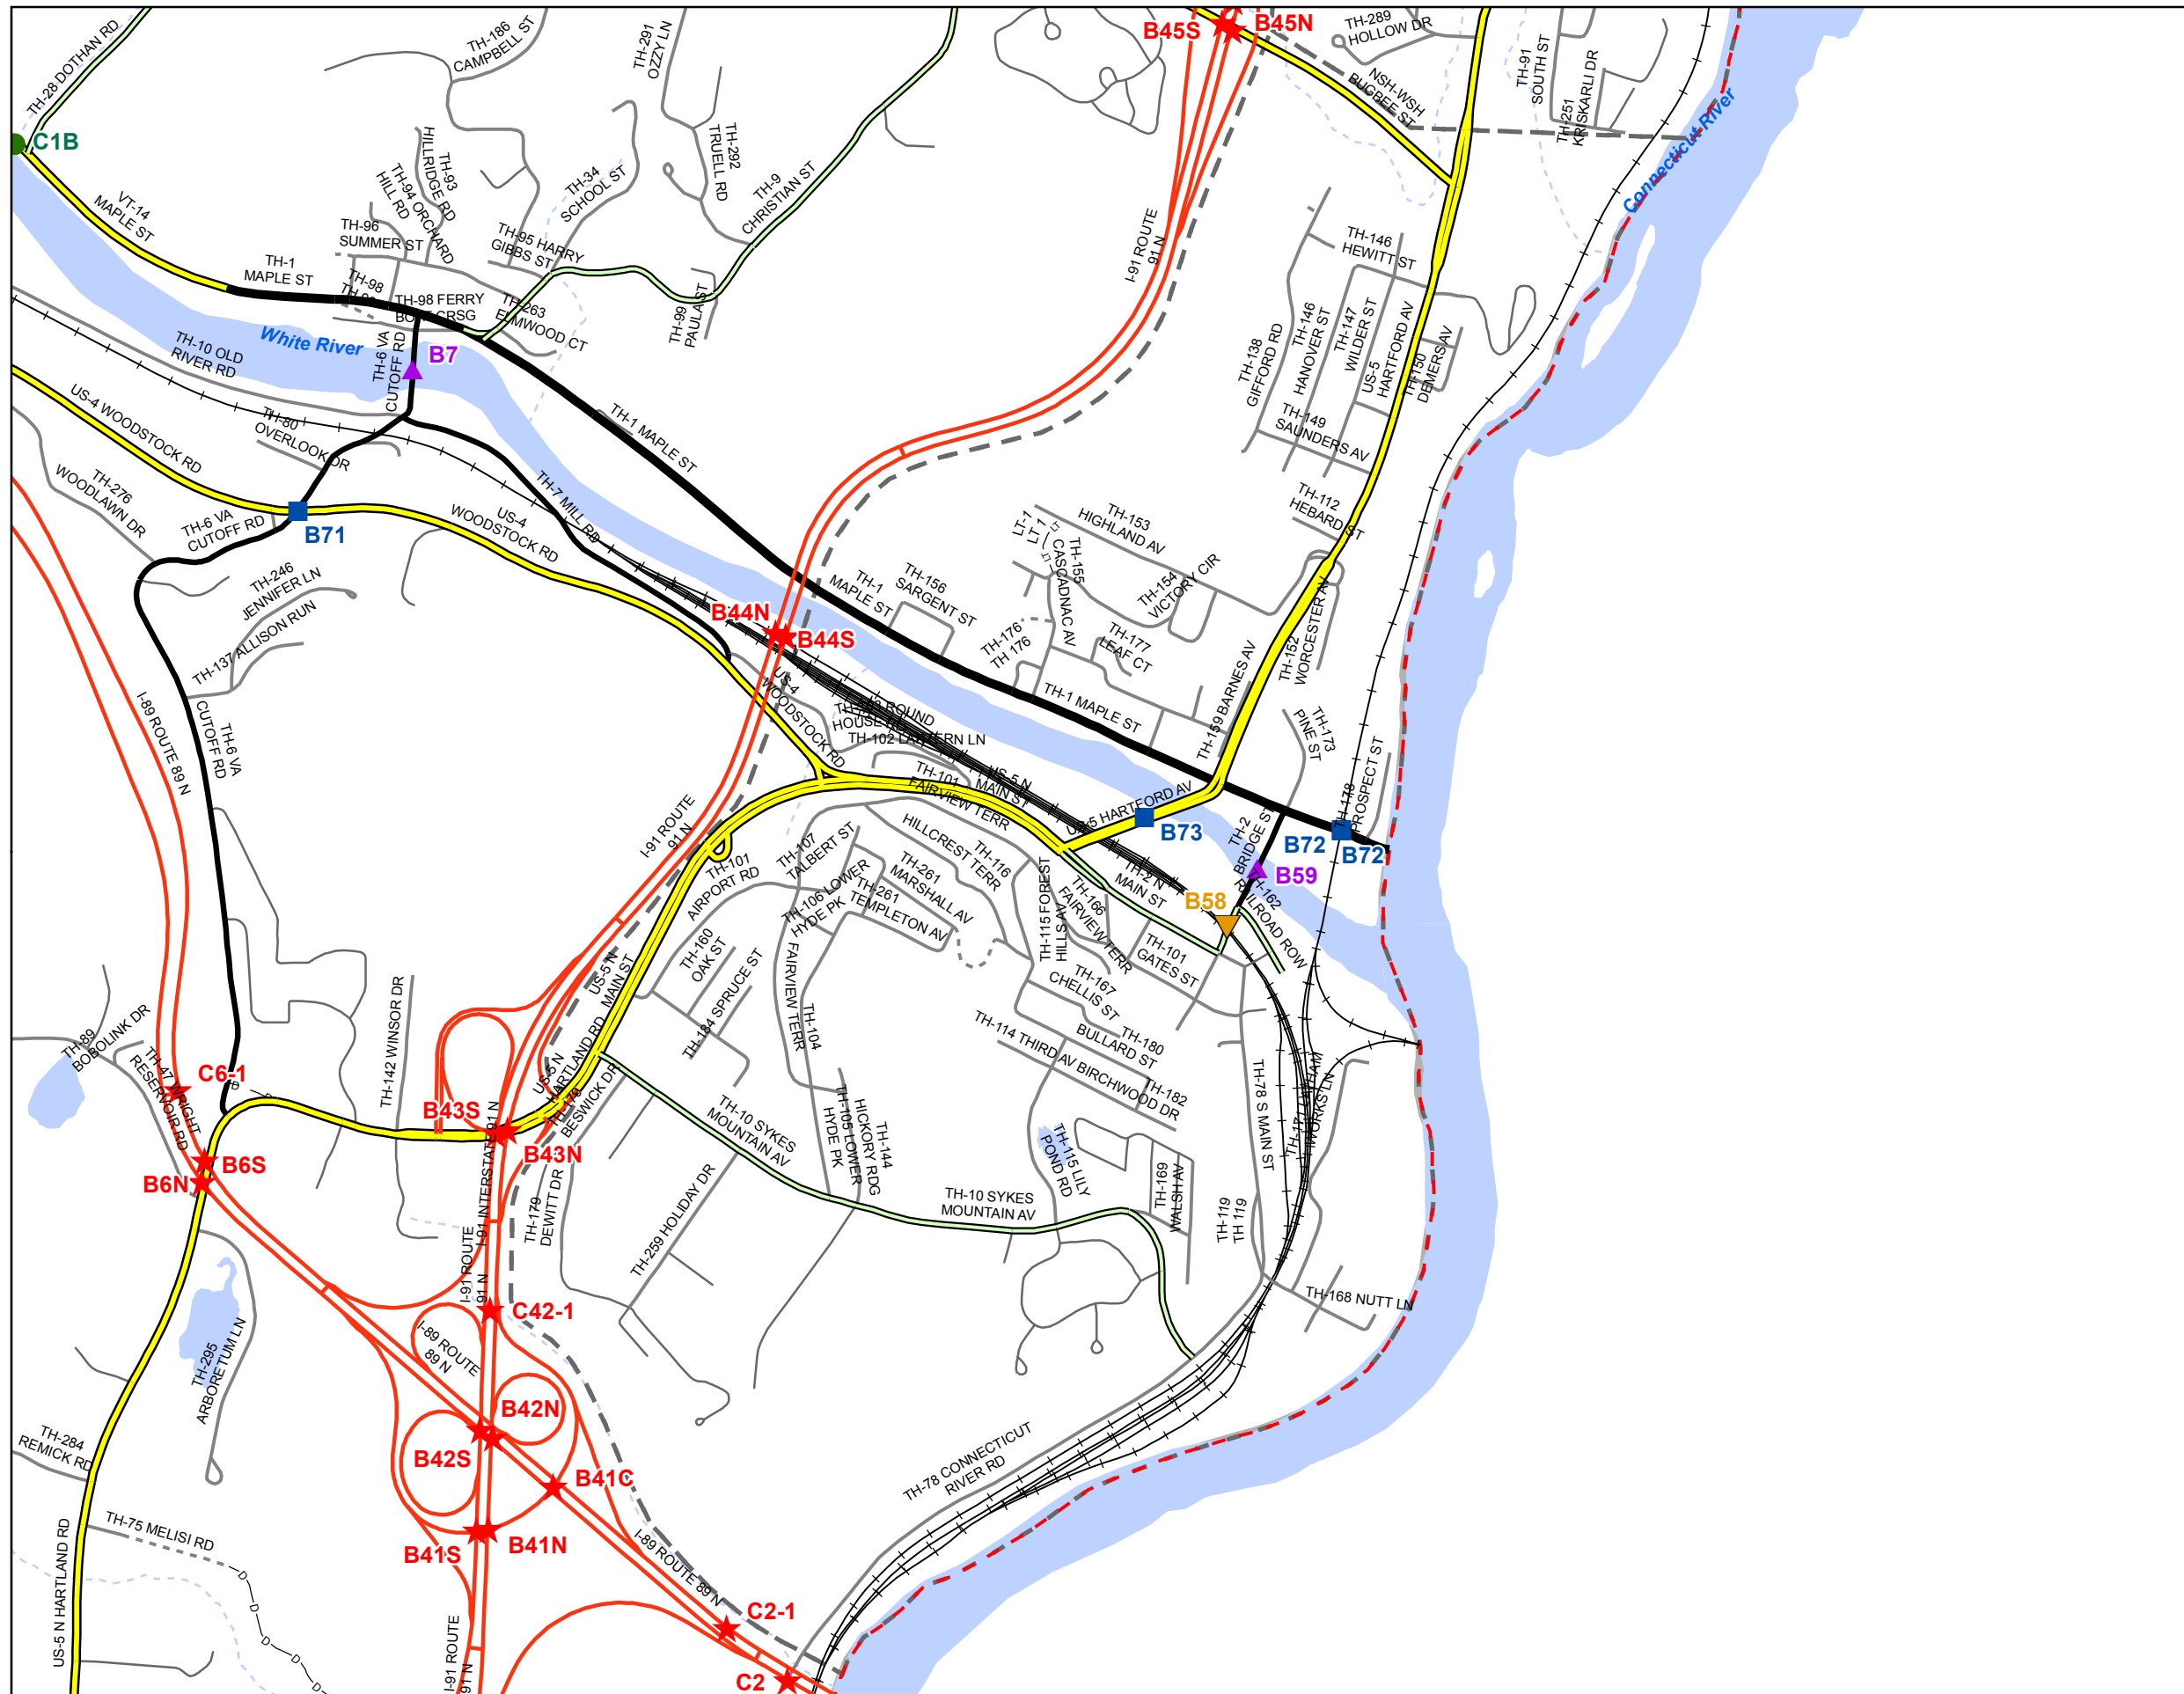 TH-28 DOTHAN RD
TH-186
CAMPBELL ST
TH-291
OZZY LN
B45S
B45N
TH-289
HOLLOW DR
TH-91
SOUTH ST
TH-251
KRISKARLI DR
NSH-WSH
BUGBEE ST
Connecticut River
C1B
VT-14
MAPLE ST
TH-93
HILLRIDGE RD
TH-94 ORCHARD
HILL RD
TH-96
SUMMER ST
TH-34
SCHOOL ST
TH-292
TRUELL RD
TH-9
CHRISTIAN ST
TH-95 HARRY
GIBBS ST
TH-1
MAPLE ST
TH-98
TH-98 FERRY
BOAT CRSG
TH-263
ELMWOOD CT
TH-99
PAULA ST
I-91 ROUTE
91 N
TH-146
HEWITT ST
TH-138
GIFFORD RD
TH-146
HANOVER ST
TH-147
WILDER ST
US-5
HARTFORD AV
TH-150
DEMERS AV
TH-149
SAUNDERS AV
TH-112
HEBARD ST
White River
TH-10 OLD
RIVER RD
TH-6 VA
CUTOFF RD
B7
US-4 WOODSTOCK RD
TH-80
OVERLOOK DR
TH-1 MAPLE ST
TH-276
WOODLAWN DR
TH-6 VA
CUTOFF RD
B71
US-4
WOODSTOCK RD
TH-7 MILL RD
TH-246
JENNIFER LN
TH-137 ALLISON RUN
B44N
B44S
TH-1
MAPLE ST
TH-156
SARGENT ST
LT-1
LT 1
TH-153
HIGHLAND AV
TH-155
CASCADNAC AV
TH-154
VICTORY CIR
TH-176
TH 176
TH-177
LEAF CT
TH-1 MAPLE ST
TH-152
WORCESTER AV
TH-159 BARNES AV
TH-173
PINE ST
TH-178
PROSPECT ST
I-89 ROUTE 89 N
TH-6 VA
CUTOFF RD
US-4
WOODSTOCK RD
TH-102 LANTERN LN
US-5 N
MAIN ST
TH-101
FAIRVIEW TERR
US-5 HARTFORD AV
B73
B72
B72
TH-2
BRIDGE ST
B59
B58
TH-162
RAILROAD ROW
TH-2 N
MAIN ST
I-91 ROUTE
91 N
TH-101
AIRPORT RD
TH-107
TALBERT ST
TH-106 LOWER
HYDE PK
HILLCREST TERR
TH-116
TH-261
MARSHALL AV
TH-261
TEMPLETON AV
TH-115 FOREST
HILLS AV
TH-166
FAIRVIEW TERR
TH-101
GATES ST
TH-160
OAK ST
TH-184 SPRUCE ST
US-5 N
MAIN ST
FAIRVIEW TERR
TH-104
TH-167
CHELLIS ST
TH-180
BULLARD ST
TH-114 THIRD AV
TH-182
BIRCHWOOD DR
TH-89
BOBOLINK DR
TH-47 WRIGHT
RESERVOIR RD
C6-1
TH-142 WINSOR DR
B43S
B43N
US-5 N
HARTLAND RD
BESWICK DR
TH-10 SYKES
MOUNTAIN AV
TH-105 LOWER
HYDE PK
TH-144
HICKORY RDG
TH-78 S MAIN ST
TH-115 LILY
POND RD
TH-169
WALSH AV
TH-119
TH 119
TH-10 SYKES
MOUNTAIN AV
B6S
B6N
I-91 INTERSTATE 91 N
I-91 ROUTE
91 N
TH-179
DEWITT DR
TH-259 HOLIDAY DR
TH-168 NUTT LN
C42-1
I-89 ROUTE
89 N
TH-295
ARBORETUM LN
B42N
B42S
B41C
B41S
B41N
TH-284
REMICK RD
TH-75 MELISI RD
US-5 N HARTLAND RD
TH-78 CONNECTICUT
RIVER RD
I-89 ROUTE 89 N
I-91 ROUTE
91 N
C2-1
C2